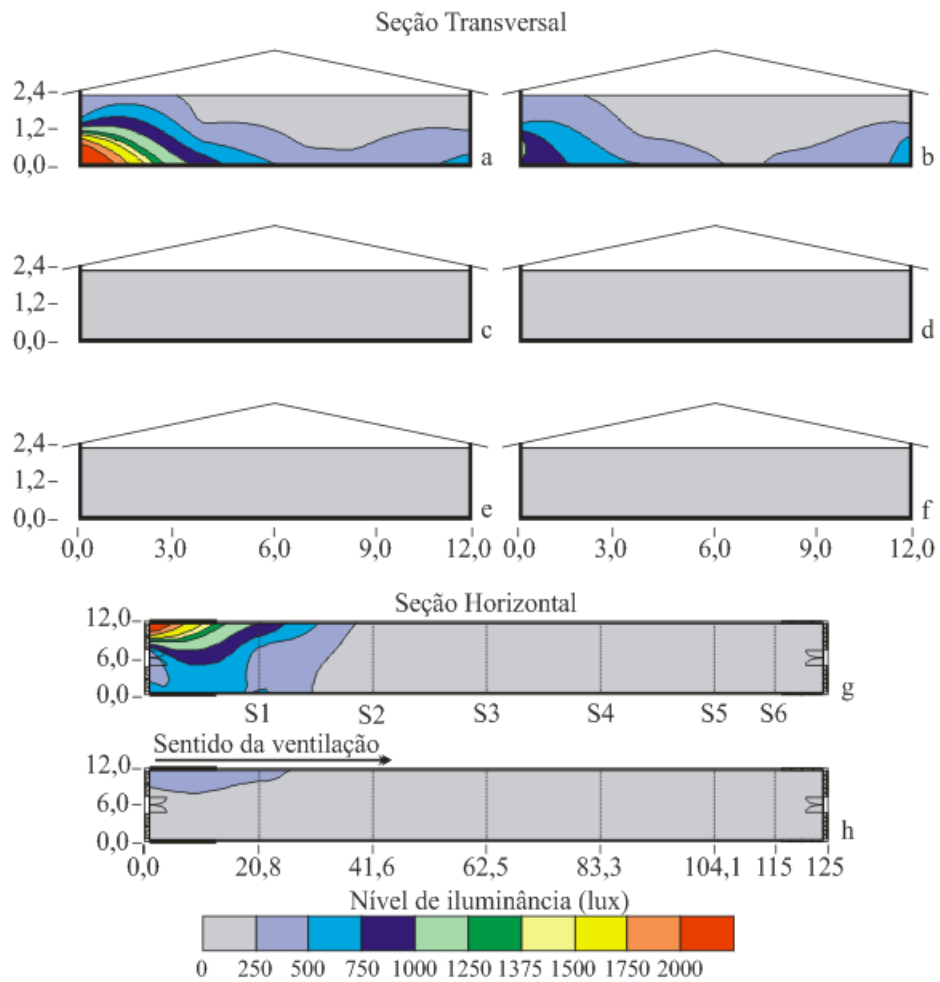 Seção Transversal
2,4
1,2
0,0
a
b
2,4
1,2
0,0
c
d
2,4
1,2
0,0
e
f
0,0 3,0 6,0 9,0 12,0 0,0 3,0 6,0 9,0 12,0
Seção Horizontal
12,0
6,0
0,0
g
S1 S2 S3 S4 S5 S6
Sentido da ventilação
12,0
6,0
0,0
h
0,0 20,8 41,6 62,5 83,3 104,1 115 125
Nível de iluminância (lux)
0 250 500 750 1000 1250 1375 1500 1750 2000